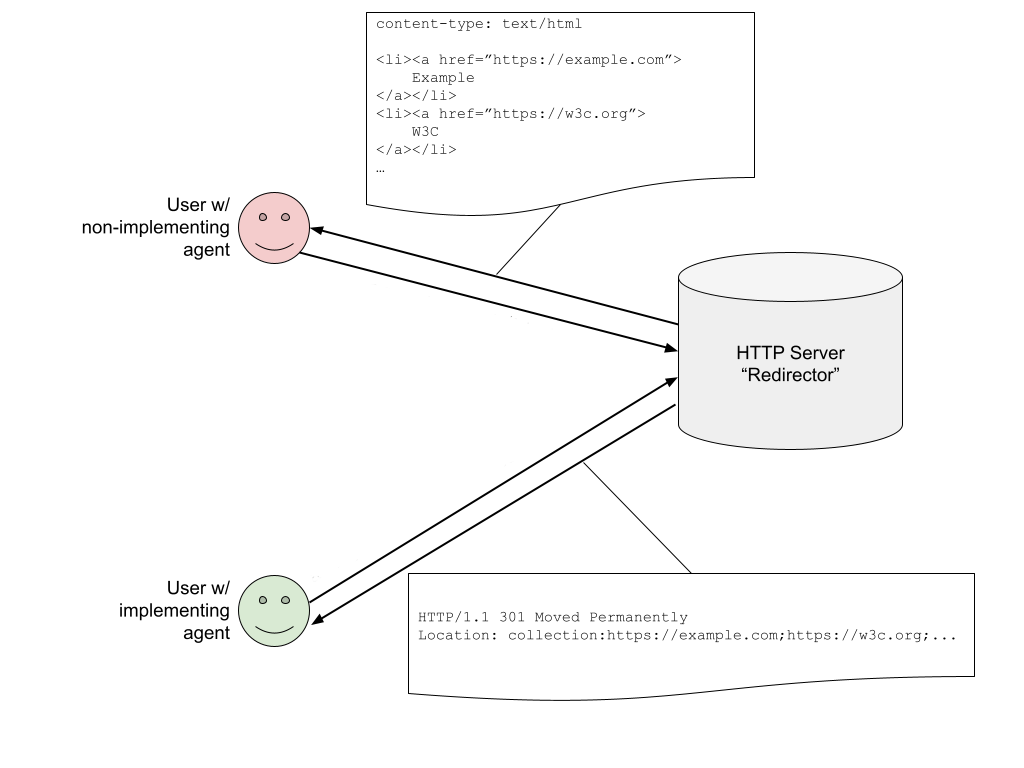 content-type: text/html
<li><a href=”https://example.com”>
Example
</a></li>
<li><a href=”https://w3c.org”>
W3C
</a></li>
…
User w/
non-implementing
agent
HTTP Server
“Redirector”
User w/
implementing
agent
HTTP/1.1 301 Moved Permanently
Location: collection:https://example.com;https://w3c.org;...